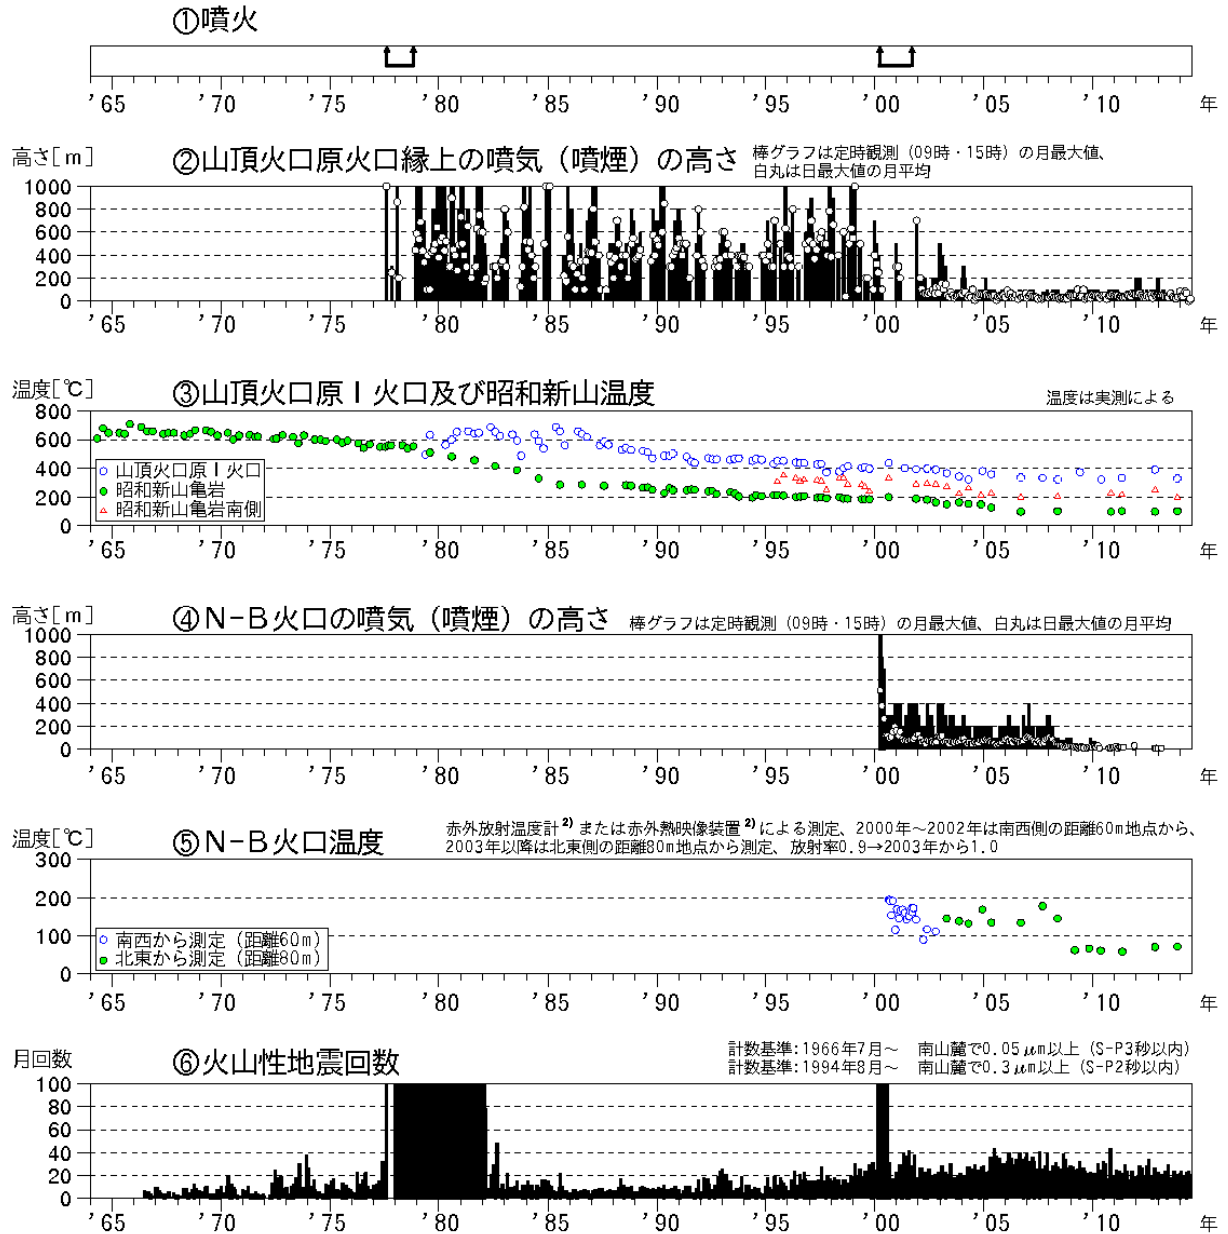 ①噴火
'65 '70 '75 '80 '85 '90 '95 '00 '05 '10 年
高さ[m] ②山頂火口原火口縁上の噴気（噴煙）の高さ 棒グラフは定時観測（09時・15時）の月最大値、
白丸は日最大値の月平均
1000
800
600
400
200
0
'65 '70 '75 '80 '85 '90 '95 '00 '05 '10 年
温度[℃] ③山頂火口原Ⅰ火口及び昭和新山温度 温度は実測による
800
600
400
200
0
山頂火口原Ⅰ火口
昭和新山亀岩
昭和新山亀岩南側
'65 '70 '75 '80 '85 '90 '95 '00 '05 '10 年
高さ[m] ④N-B火口の噴気（噴煙）の高さ 棒グラフは定時観測（09時・15時）の月最大値、白丸は日最大値の月平均
1000
800
600
400
200
0
'65 '70 '75 '80 '85 '90 '95 '00 '05 '10 年
温度[℃] ⑤N-B火口温度 赤外放射温度計2)または赤外熱映像装置2)による測定、2000年～2002年は南西側の距離60m地点から、
2003年以降は北東側の距離80m地点から測定、放射率0.9→2003年から1.0
300
200
100
0
南西から測定（距離60m）
北東から測定（距離80m）
'65 '70 '75 '80 '85 '90 '95 '00 '05 '10 年
月回数 ⑥火山性地震回数 計数基準:1966年7月～ 南山麓で0.05μm以上（S-P3秒以内）
計数基準:1994年8月～ 南山麓で0.3μm以上（S-P2秒以内）
100
80
60
40
20
0
'65 '70 '75 '80 '85 '90 '95 '00 '05 '10 年